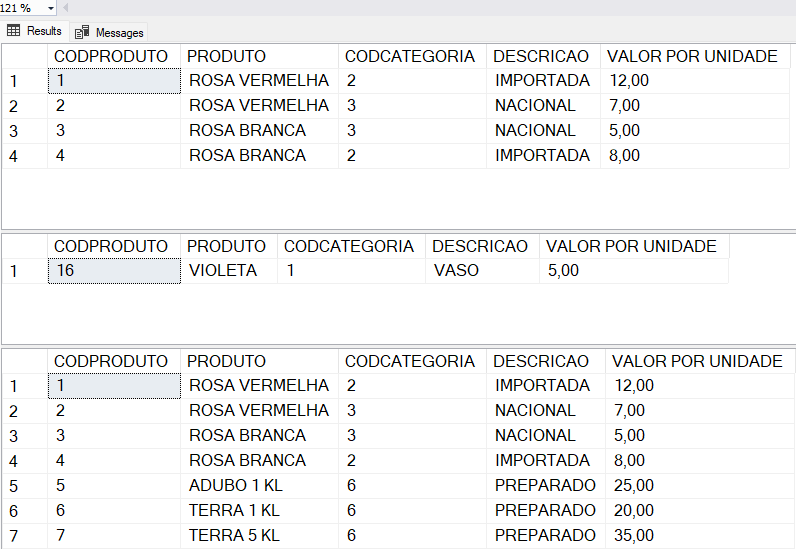 121 %
Results Messages
CODPRODUTO PRODUTO CODCATEGORIA DESCRICAO VALOR POR UNIDADE
1 1 ROSA VERMELHA 2 IMPORTADA 12,00
2 2 ROSA VERMELHA 3 NACIONAL 7,00
3 3 ROSA BRANCA 3 NACIONAL 5,00
4 4 ROSA BRANCA 2 IMPORTADA 8,00
CODPRODUTO PRODUTO CODCATEGORIA DESCRICAO VALOR POR UNIDADE
1 16 VIOLETA 1 VASO 5,00
CODPRODUTO PRODUTO CODCATEGORIA DESCRICAO VALOR POR UNIDADE
1 1 ROSA VERMELHA 2 IMPORTADA 12,00
2 2 ROSA VERMELHA 3 NACIONAL 7,00
3 3 ROSA BRANCA 3 NACIONAL 5,00
4 4 ROSA BRANCA 2 IMPORTADA 8,00
5 5 ADUBO 1 KL 6 PREPARADO 25,00
6 6 TERRA 1 KL 6 PREPARADO 20,00
7 7 TERRA 5 KL 6 PREPARADO 35,00